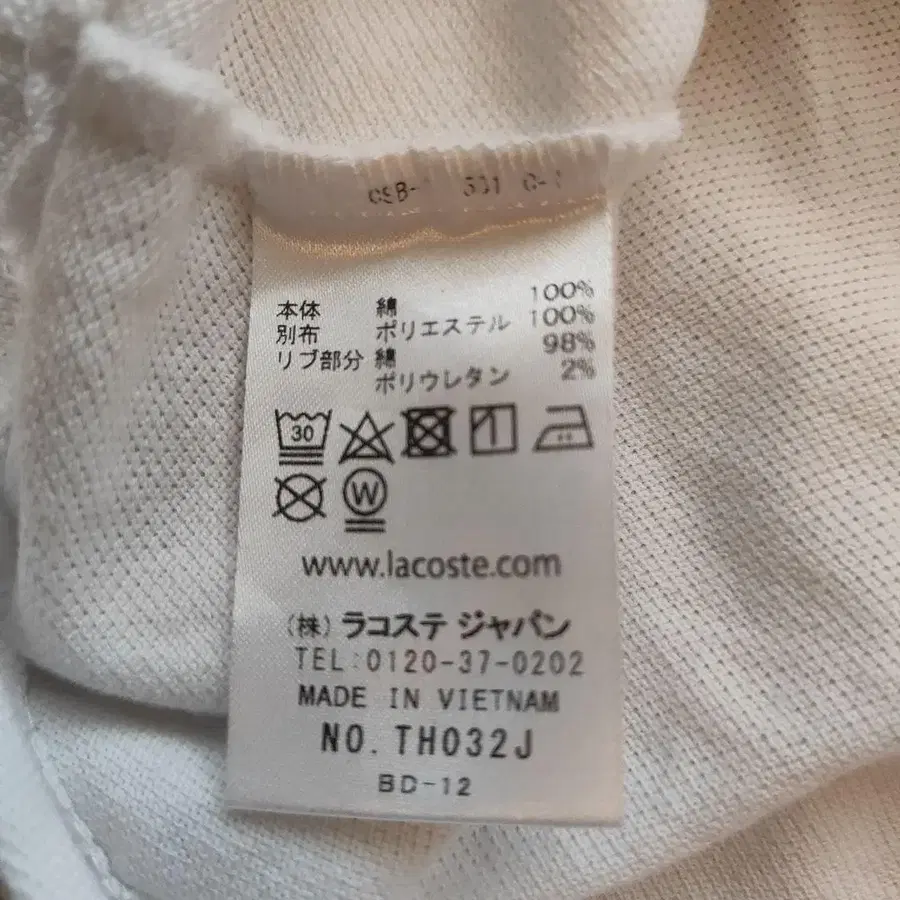 本体 綿 100%
別布 ポリエステル 100%
リブ部分 綿 98%
ポリウレタン 2%
30
W
www.lacoste.com
(株) ラコステ ジャパン
TEL:0120-37-0202
MADE IN VIETNAM
NO. TH032J
BD-12